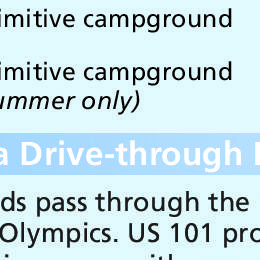 imitive campground
imitive campground
ummer only)
a Drive-through
ds pass through the
Olympics. US 101 pro